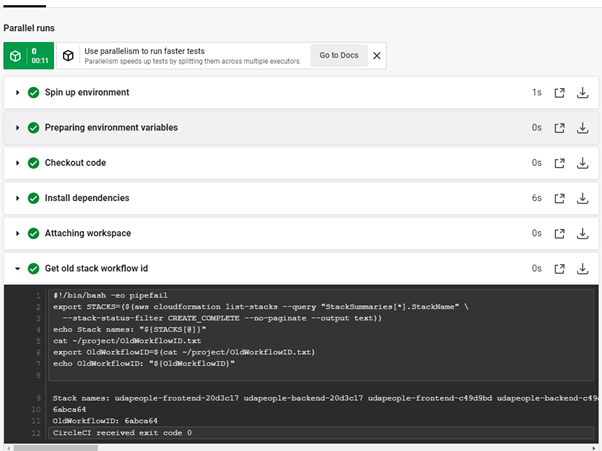 Parallel runs
0
00:11
Use parallelism to run faster tests
Parallelism speeds up tests by splitting them across multiple executors.
Go to Docs
Spin up environment 1s
Preparing environment variables 0s
Checkout code 0s
Install dependencies 6s
Attaching workspace 0s
Get old stack workflow id 0s
1 #!/bin/bash -eo pipefail
2 export STACKS=($(aws cloudformation list-stacks --query "StackSummaries[*].StackName" \
3 --stack-status-filter CREATE_COMPLETE --no-paginate --output text))
4 echo Stack names: "${STACKS[@]}"
5 cat ~/project/OldWorkflowID.txt
6 export OldWorkflowID=$(cat ~/project/OldWorkflowID.txt)
7 echo OldWorkflowID: "${OldWorkflowID}"
8
9 Stack names: udapeople-frontend-20d3c17 udapeople-backend-20d3c17 udapeople-frontend-c49d9bd udapeople-backend-c49
10 6abca64
11 OldWorkflowID: 6abca64
12 CircleCI received exit code 0